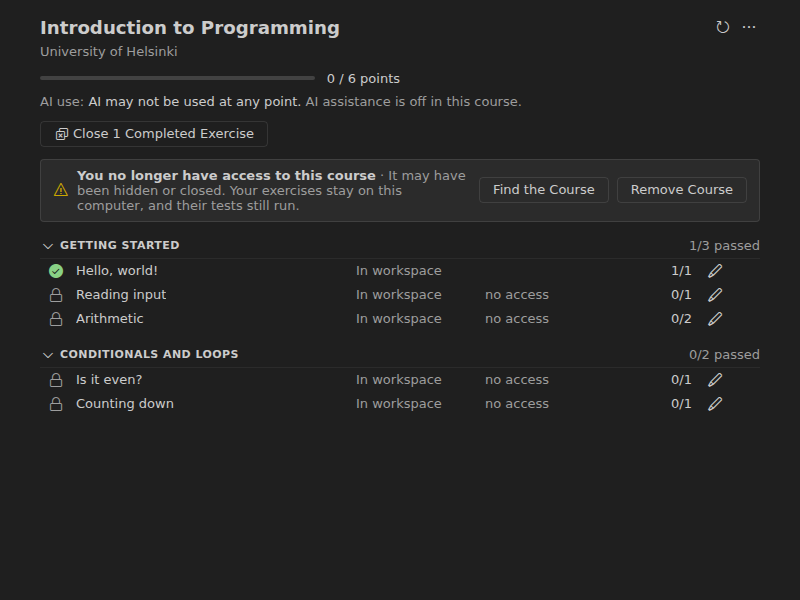 Introduction to Programming
University of Helsinki
0 / 6 points
AI use: AI may not be used at any point. AI assistance is off in this course.
Close 1 Completed Exercise
You no longer have access to this course · It may have
been hidden or closed. Your exercises stay on this
computer, and their tests still run.
Find the Course
Remove Course
GETTING STARTED 1/3 passed
Hello, world! In workspace 1/1
Reading input In workspace no access 0/1
Arithmetic In workspace no access 0/2
CONDITIONALS AND LOOPS 0/2 passed
Is it even? In workspace no access 0/1
Counting down In workspace no access 0/1